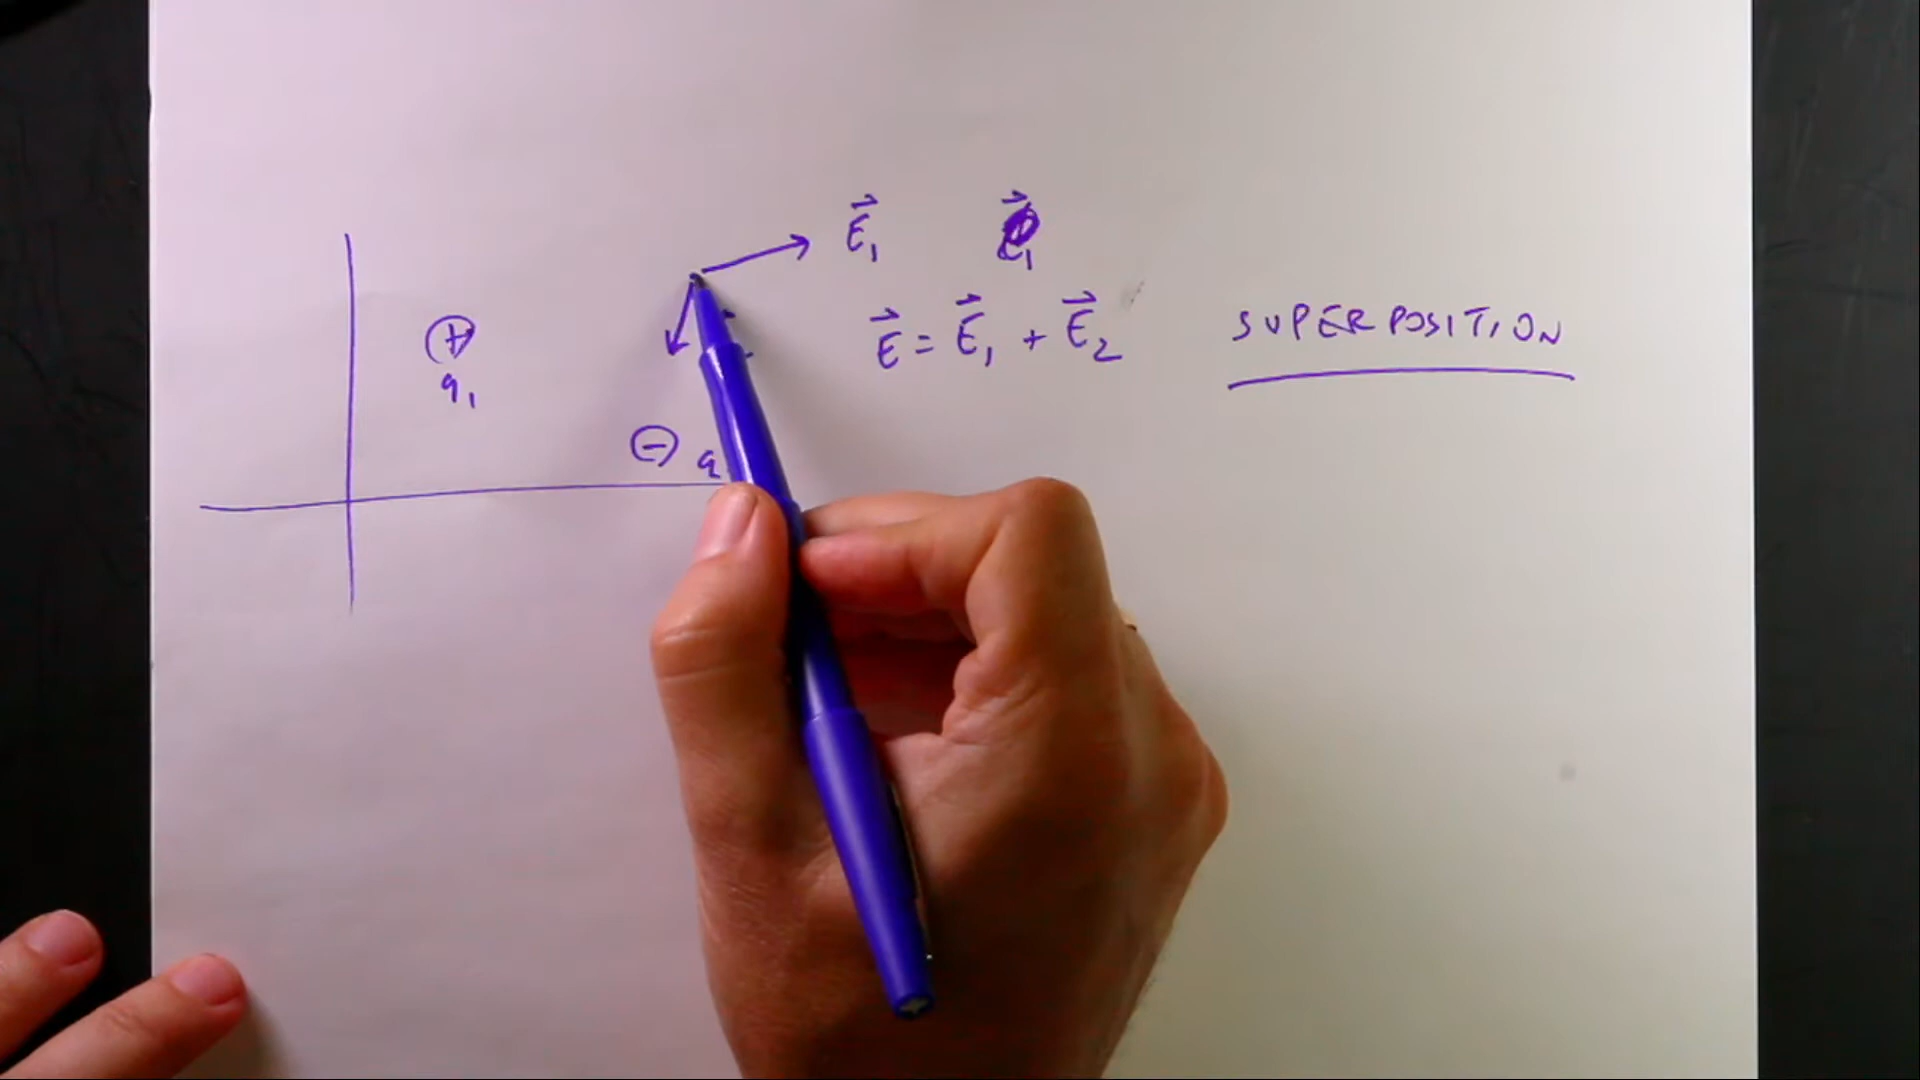 E⃗₁
E⃗ = E⃗₁ + E⃗₂
SUPERPOSITION
+
q₁
−
q